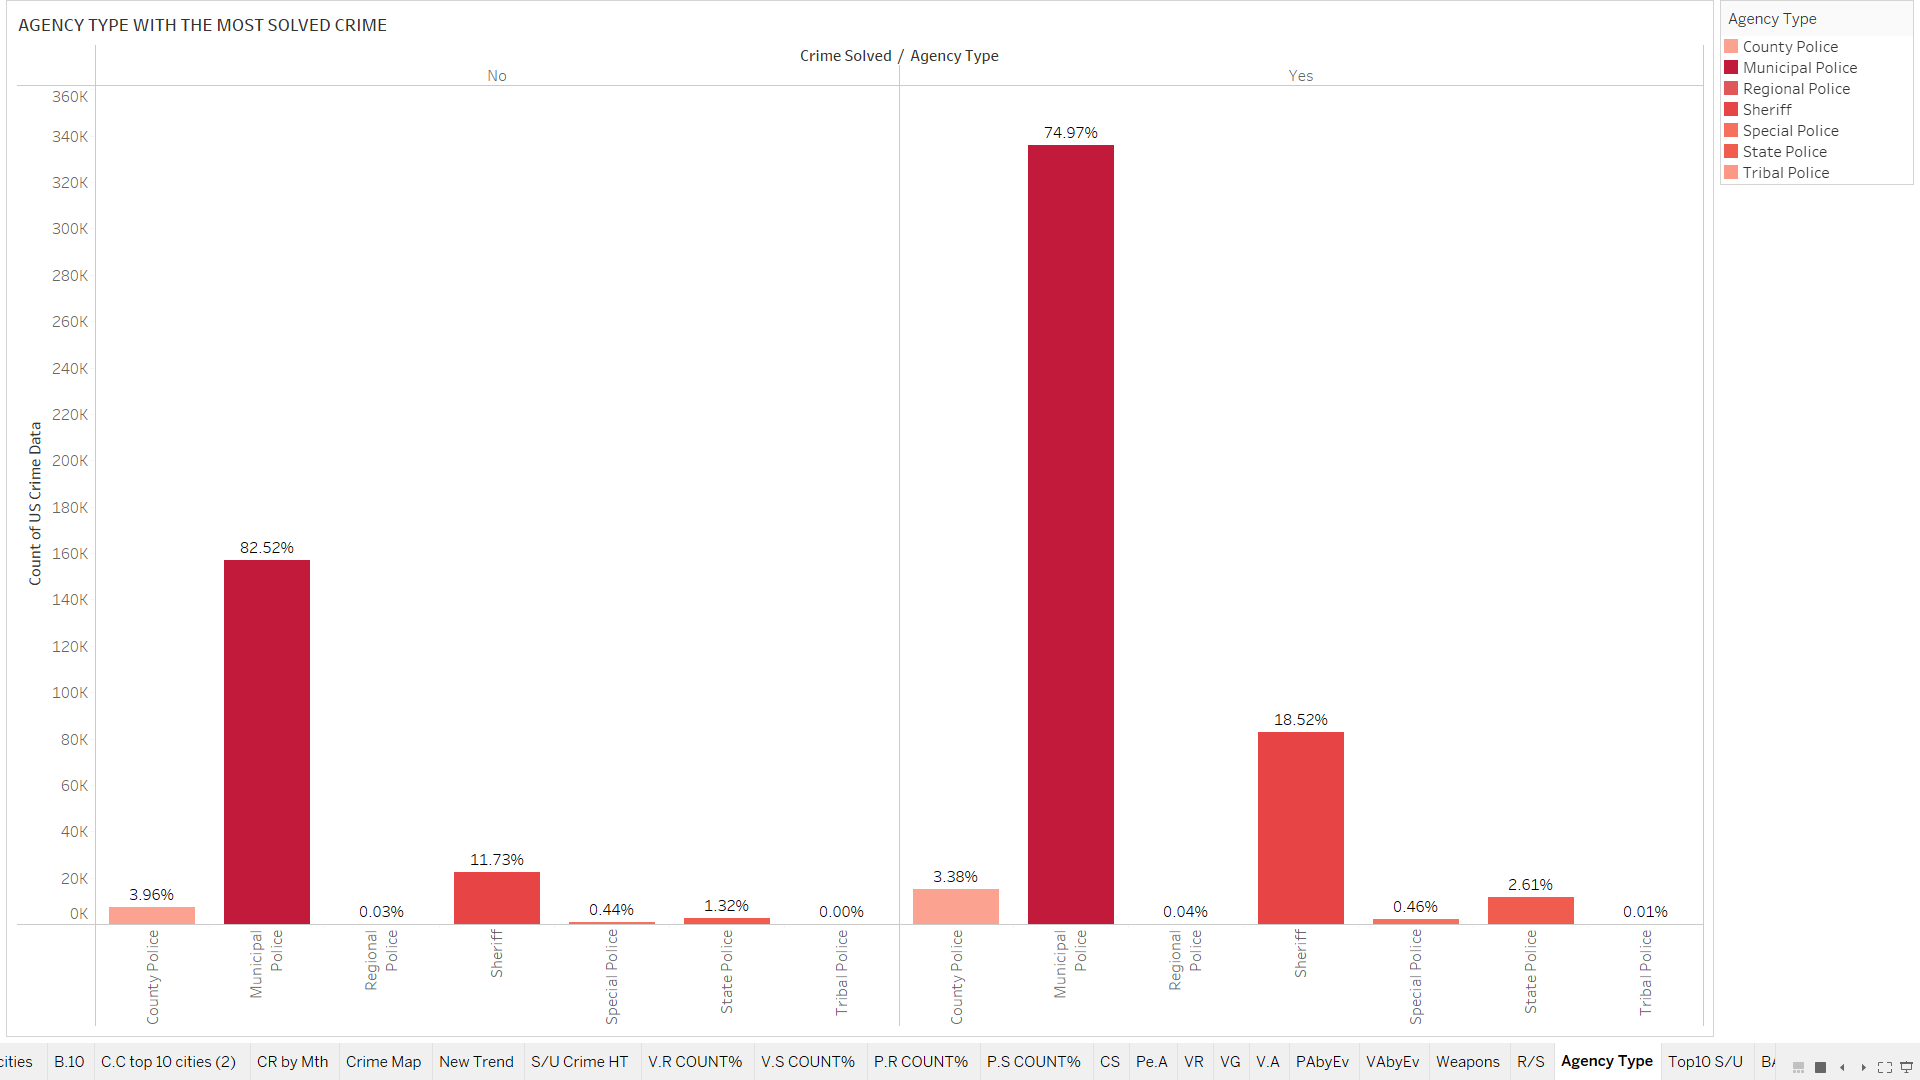 AGENCY TYPE WITH THE MOST SOLVED CRIME
Crime Solved / Agency Type
No
Yes
Count of US Crime Data
360K
340K
320K
300K
280K
260K
240K
220K
200K
180K
160K
140K
120K
100K
80K
60K
40K
20K
0K
3.96%
82.52%
0.03%
11.73%
0.44%
1.32%
0.00%
3.38%
74.97%
0.04%
18.52%
0.46%
2.61%
0.01%
County Police
Municipal
Police
Regional
Police
Sheriff
Special Police
State Police
Tribal Police
County Police
Municipal
Police
Regional
Police
Sheriff
Special Police
State Police
Tribal Police
Agency Type
County Police
Municipal Police
Regional Police
Sheriff
Special Police
State Police
Tribal Police
cities B.10 C.C top 10 cities (2) CR by Mth Crime Map New Trend S/U Crime HT V.R COUNT% V.S COUNT% P.R COUNT% P.S COUNT% CS Pe.A VR VG V.A PAbyEv VAbyEv Weapons R/S Agency Type Top10 S/U